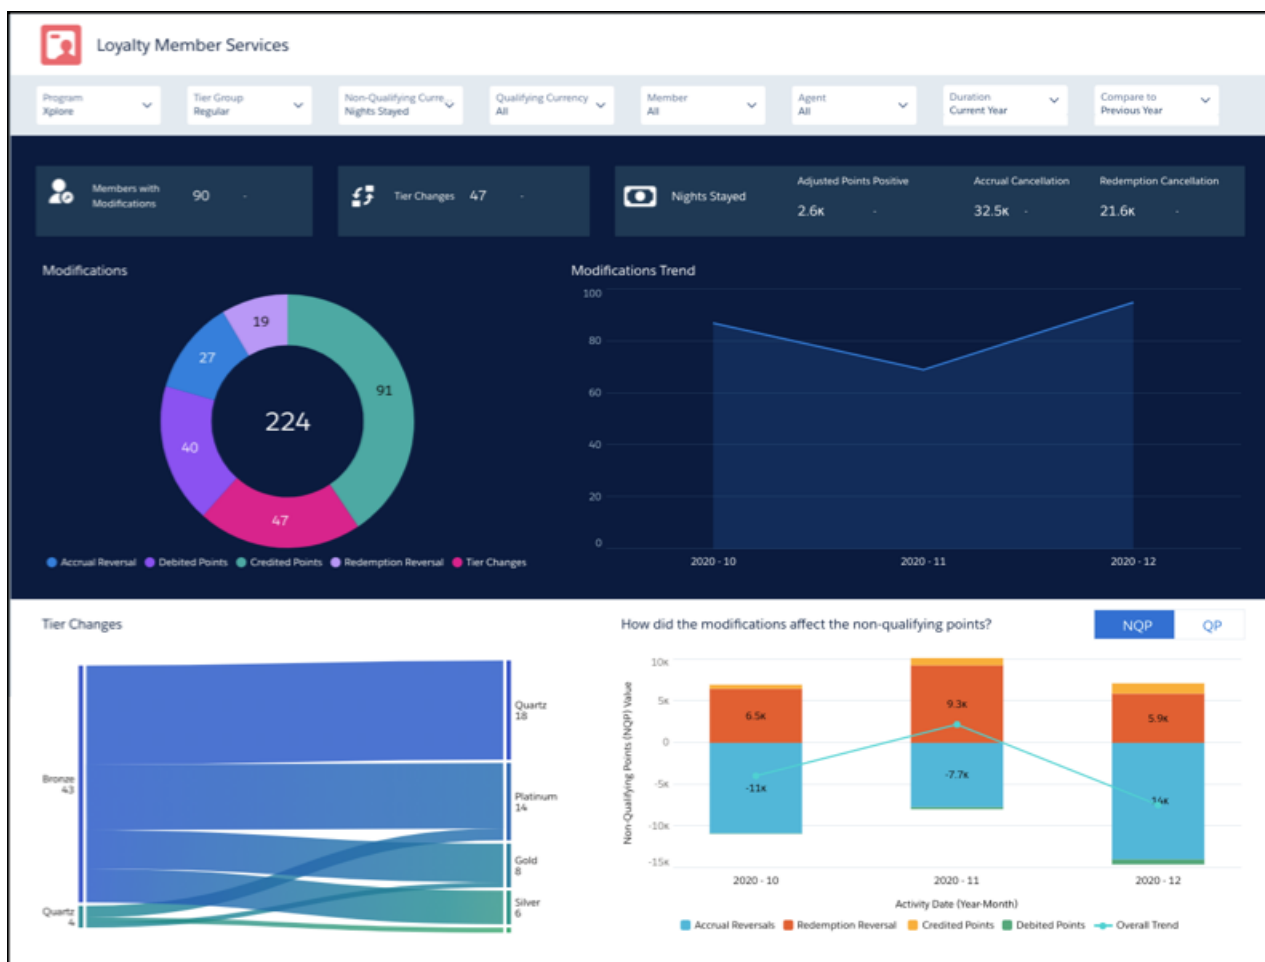 Loyalty Member Services
Program
Xplore
Tier Group
Regular
Non-Qualifying Curre...
Nights Stayed
Qualifying Currency
All
Member
All
Agent
All
Duration
Current Year
Compare to
Previous Year
Members with
Modifications
90 -
Tier Changes 47 -
Nights Stayed
Adjusted Points Positive
2.6K -
Accrual Cancellation
32.5K -
Redemption Cancellation
21.6K -
Modifications
19
27
91
224
40
47
Accrual Reversal Debited Points Credited Points Redemption Reversal Tier Changes
Modifications Trend
100
80
60
40
20
0
2020 - 10 2020 - 11 2020 - 12
Tier Changes
Bronze
43
Quartz
4
Quartz
18
Platinum
14
Gold
8
Silver
6
How did the modifications affect the non-qualifying points?
NQP QP
Non-Qualifying Points (NQP) Value
10K
5K
0
-5K
-10K
-15K
6.5K
9.3K
5.9K
-11K
-7.7K
14K
2020 - 10 2020 - 11 2020 - 12
Activity Date (Year-Month)
Accrual Reversals Redemption Reversal Credited Points Debited Points Overall Trend